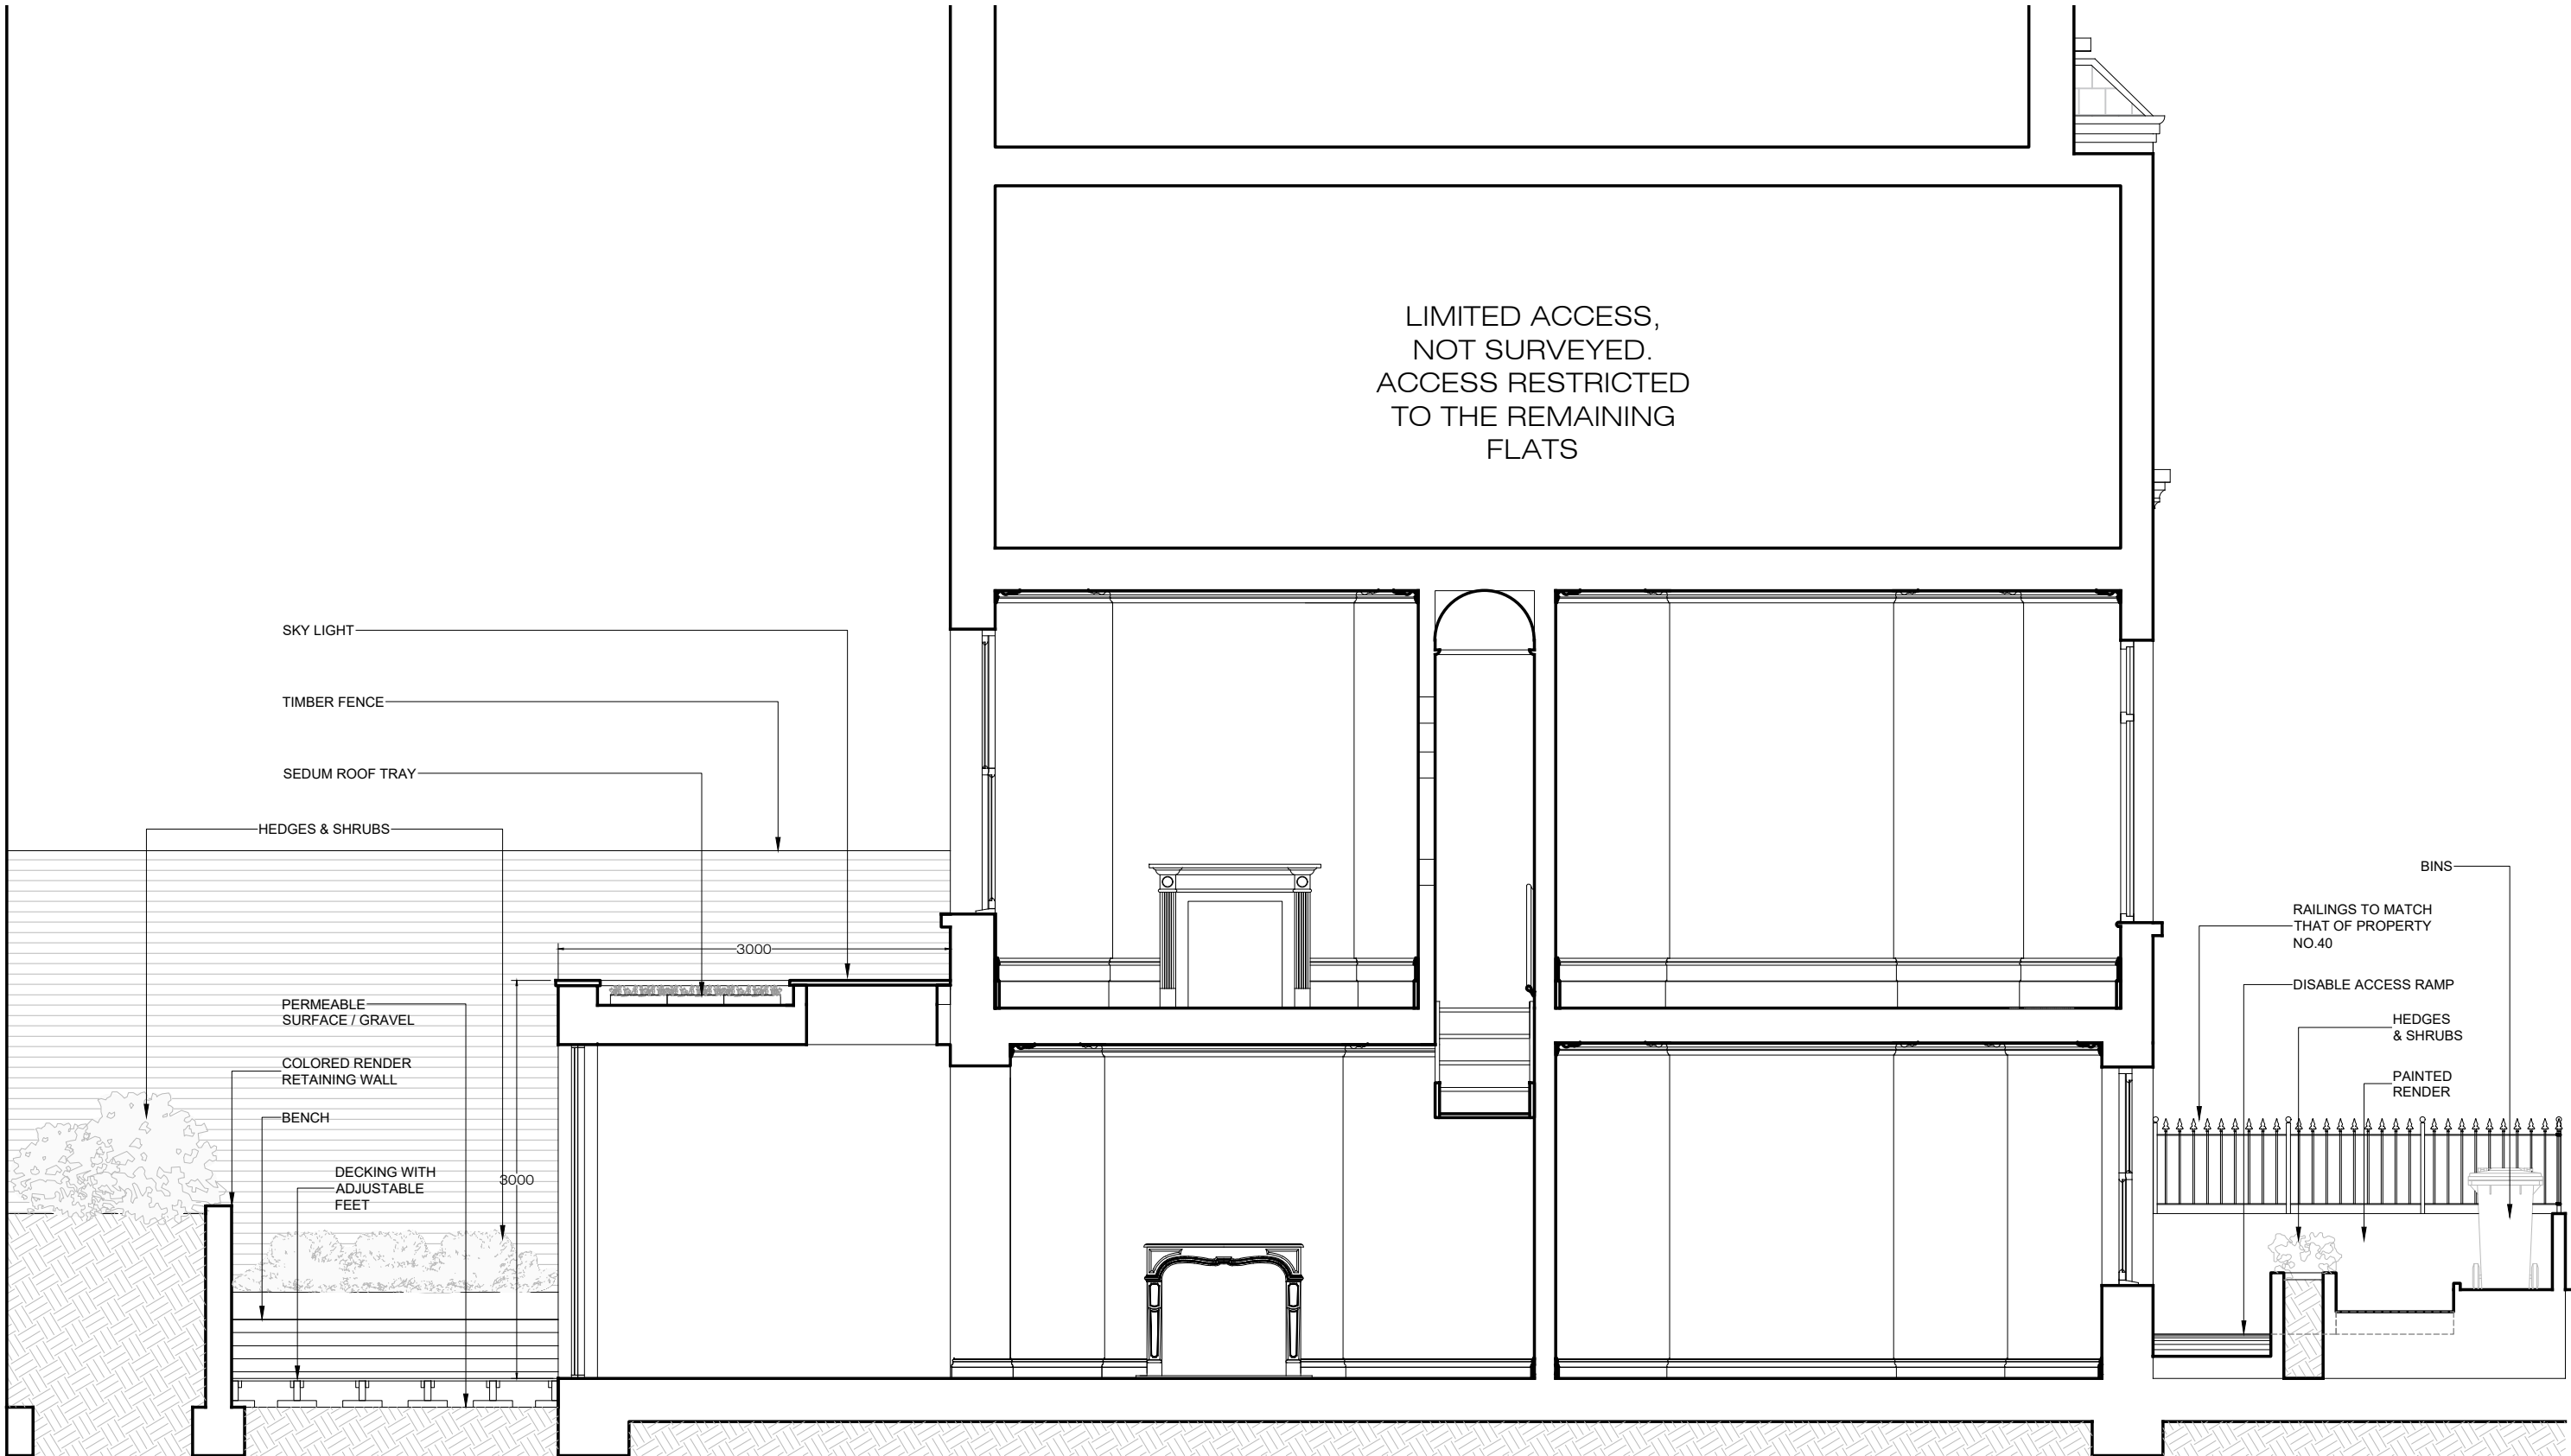 LIMITED ACCESS,
NOT SURVEYED.
ACCESS RESTRICTED
TO THE REMAINING
FLATS
SKY LIGHT
TIMBER FENCE
SEDUM ROOF TRAY
HEDGES & SHRUBS
3000
PERMEABLE
SURFACE / GRAVEL
COLORED RENDER
RETAINING WALL
BENCH
DECKING WITH
ADJUSTABLE
FEET
3000
BINS
RAILINGS TO MATCH
THAT OF PROPERTY
NO.40
DISABLE ACCESS RAMP
HEDGES
& SHRUBS
PAINTED
RENDER